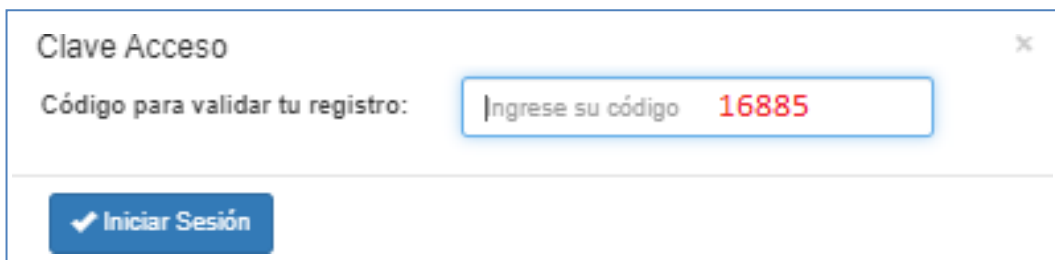 Clave Acceso ×
Código para validar tu registro: Ingrese su código 16885
Iniciar Sesión